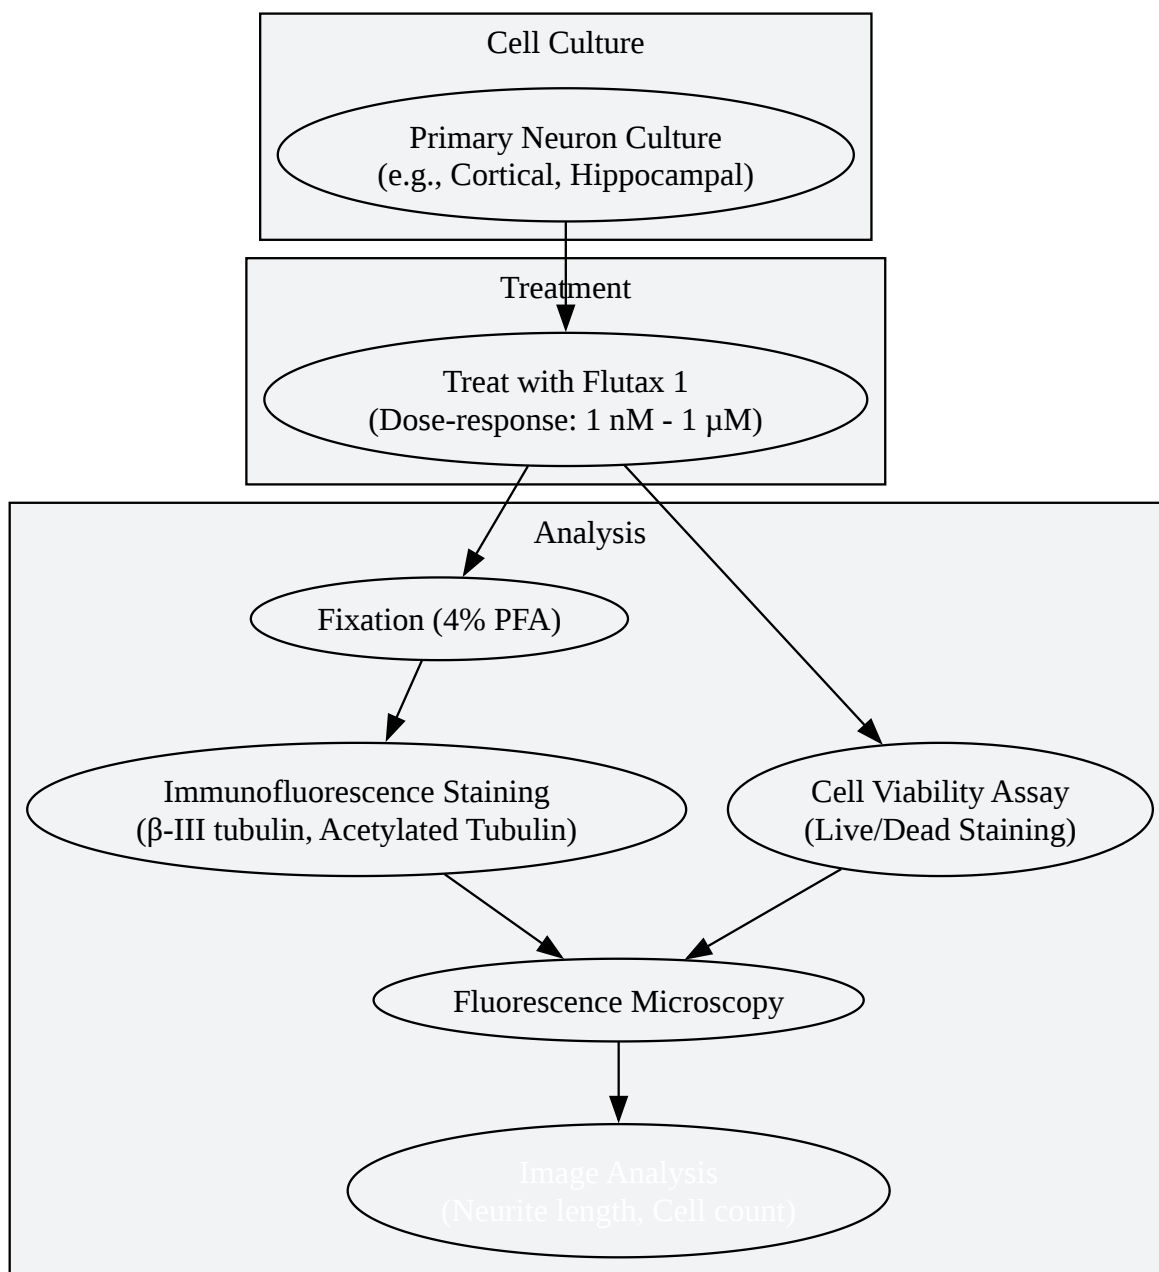 Cell Culture
Primary Neuron Culture
(e.g., Cortical, Hippocampal)
Treatment
Treat with Flutax 1
(Dose-response: 1 nM - 1 µM)
Analysis
Fixation (4% PFA)
Immunofluorescence Staining
(β-III tubulin, Acetylated Tubulin)
Cell Viability Assay
(Live/Dead Staining)
Fluorescence Microscopy
Image Analysis
(Neurite length, Cell count)